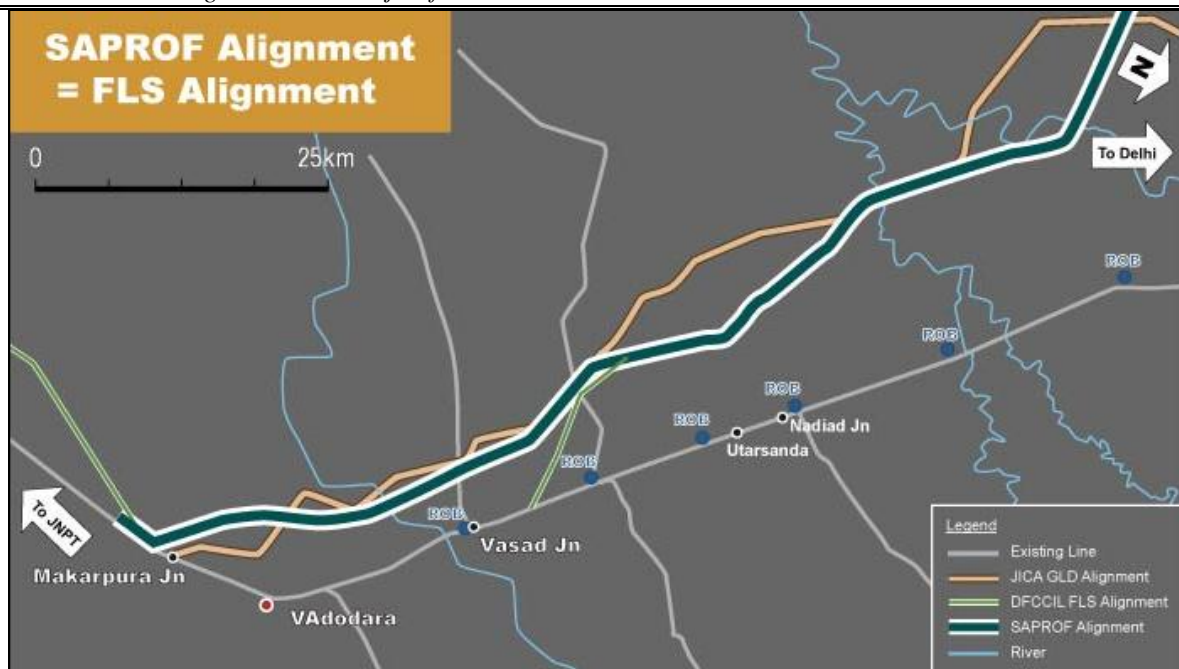 SAPROF Alignment
= FLS Alignment
0 25km
N
To Delhi
ROB
ROB
ROB
Nadiad Jn
ROB
Utarsanda
ROB
ROB
Vasad Jn
To JNPT
Makarpura Jn
VAdodara
Legend
Existing Line
JICA GLD Alignment
DFCCIL FLS Alignment
SAPROF Alignment
River